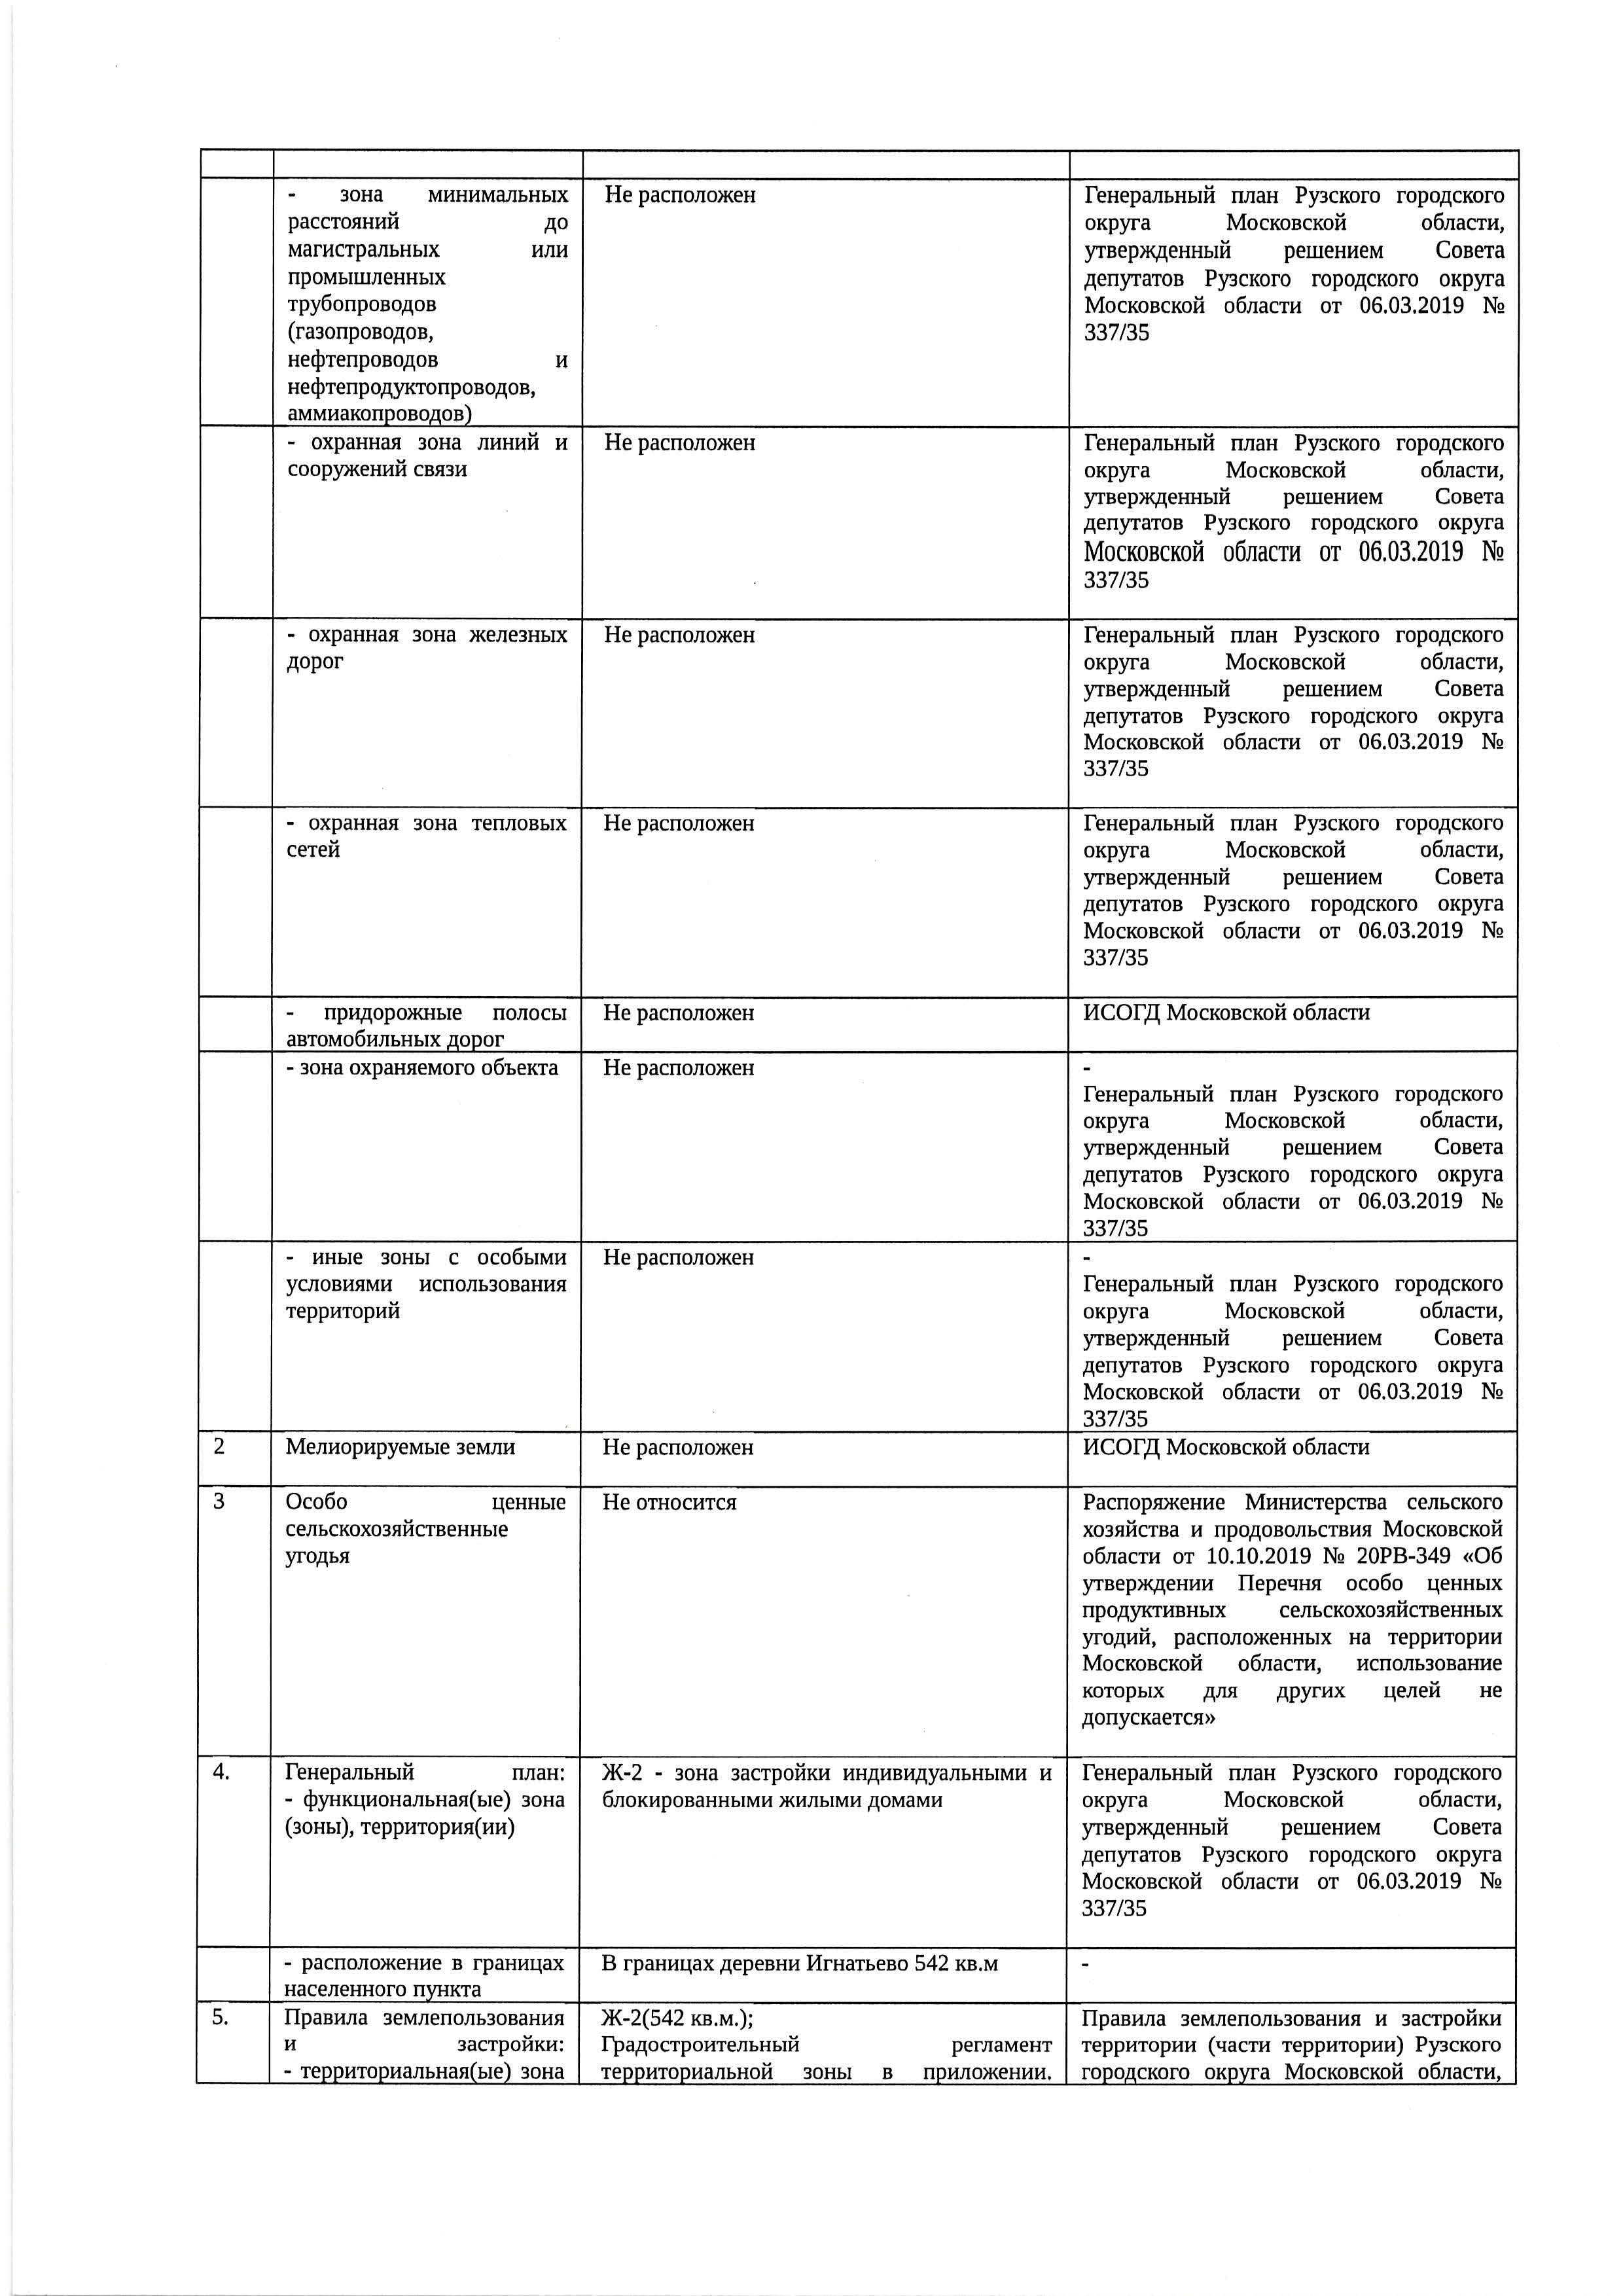 - зона минимальных
расстояний до
магистральных или
промышленных
трубопроводов
(газопроводов,
нефтепроводов и
нефтепродуктопроводов,
аммиакопроводов)
Не расположен
Генеральный план Рузского городского
округа Московской области,
утвержденный решением Совета
депутатов Рузского городского округа
Московской области от 06.03.2019 №
337/35
- охранная зона линий и
сооружений связи
Не расположен
Генеральный план Рузского городского
округа Московской области,
утвержденный решением Совета
депутатов Рузского городского округа
Московской области от 06.03.2019 №
337/35
- охранная зона железных
дорог
Не расположен
Генеральный план Рузского городского
округа Московской области,
утвержденный решением Совета
депутатов Рузского городского округа
Московской области от 06.03.2019 №
337/35
- охранная зона тепловых
сетей
Не расположен
Генеральный план Рузского городского
округа Московской области,
утвержденный решением Совета
депутатов Рузского городского округа
Московской области от 06.03.2019 №
337/35
- придорожные полосы
автомобильных дорог
Не расположен
ИСОГД Московской области
- зона охраняемого объекта
Не расположен
-
Генеральный план Рузского городского
округа Московской области,
утвержденный решением Совета
депутатов Рузского городского округа
Московской области от 06.03.2019 №
337/35
- иные зоны с особыми
условиями использования
территорий
Не расположен
-
Генеральный план Рузского городского
округа Московской области,
утвержденный решением Совета
депутатов Рузского городского округа
Московской области от 06.03.2019 №
337/35
2
Мелиорируемые земли
Не расположен
ИСОГД Московской области
3
Особо ценные
сельскохозяйственные
угодья
Не относится
Распоряжение Министерства сельского
хозяйства и продовольствия Московской
области от 10.10.2019 № 20РВ-349 «Об
утверждении Перечня особо ценных
продуктивных сельскохозяйственных
угодий, расположенных на территории
Московской области, использование
которых для других целей не
допускается»
4.
Генеральный план:
- функциональная(ые) зона
(зоны), территория(ии)
Ж-2 - зона застройки индивидуальными и
блокированными жилыми домами
Генеральный план Рузского городского
округа Московской области,
утвержденный решением Совета
депутатов Рузского городского округа
Московской области от 06.03.2019 №
337/35
- расположение в границах
населенного пункта
В границах деревни Игнатьево 542 кв.м
-
5.
Правила землепользования
и застройки:
- территориальная(ые) зона
Ж-2(542 кв.м.);
Градостроительный регламент
территориальной зоны в приложении.
Правила землепользования и застройки
территории (части территории) Рузского
городского округа Московской области,